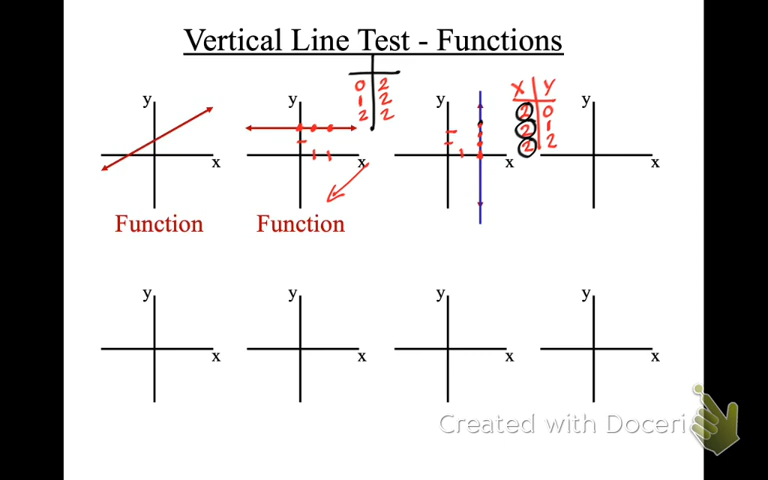 Vertical Line Test - Functions
0 2
1 2
2 2
X Y
2 0
2 1
2 2
y
x
y
x
y
x
y
x
Function
Function
y
x
y
x
y
x
y
x
Created with Doceri